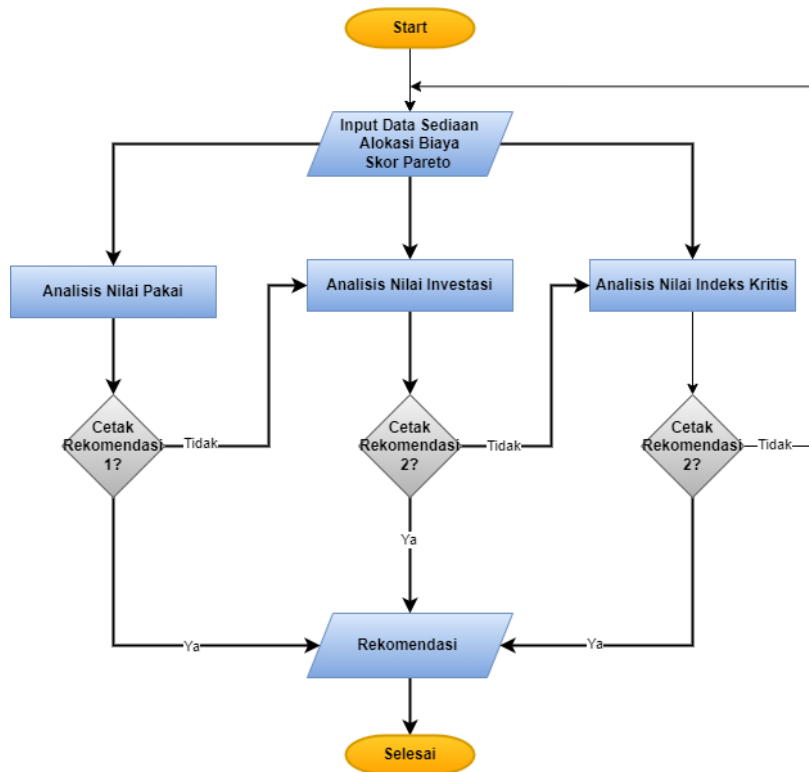 Start
Input Data Sediaan
Alokasi Biaya
Skor Pareto
Analisis Nilai Pakai
Analisis Nilai Investasi
Analisis Nilai Indeks Kritis
Cetak
Rekomendasi
1?
Tidak
Cetak
Rekomendasi
2?
Tidak
Cetak
Rekomendasi
2?
Tidak
Ya
Ya
Rekomendasi
Ya
Selesai